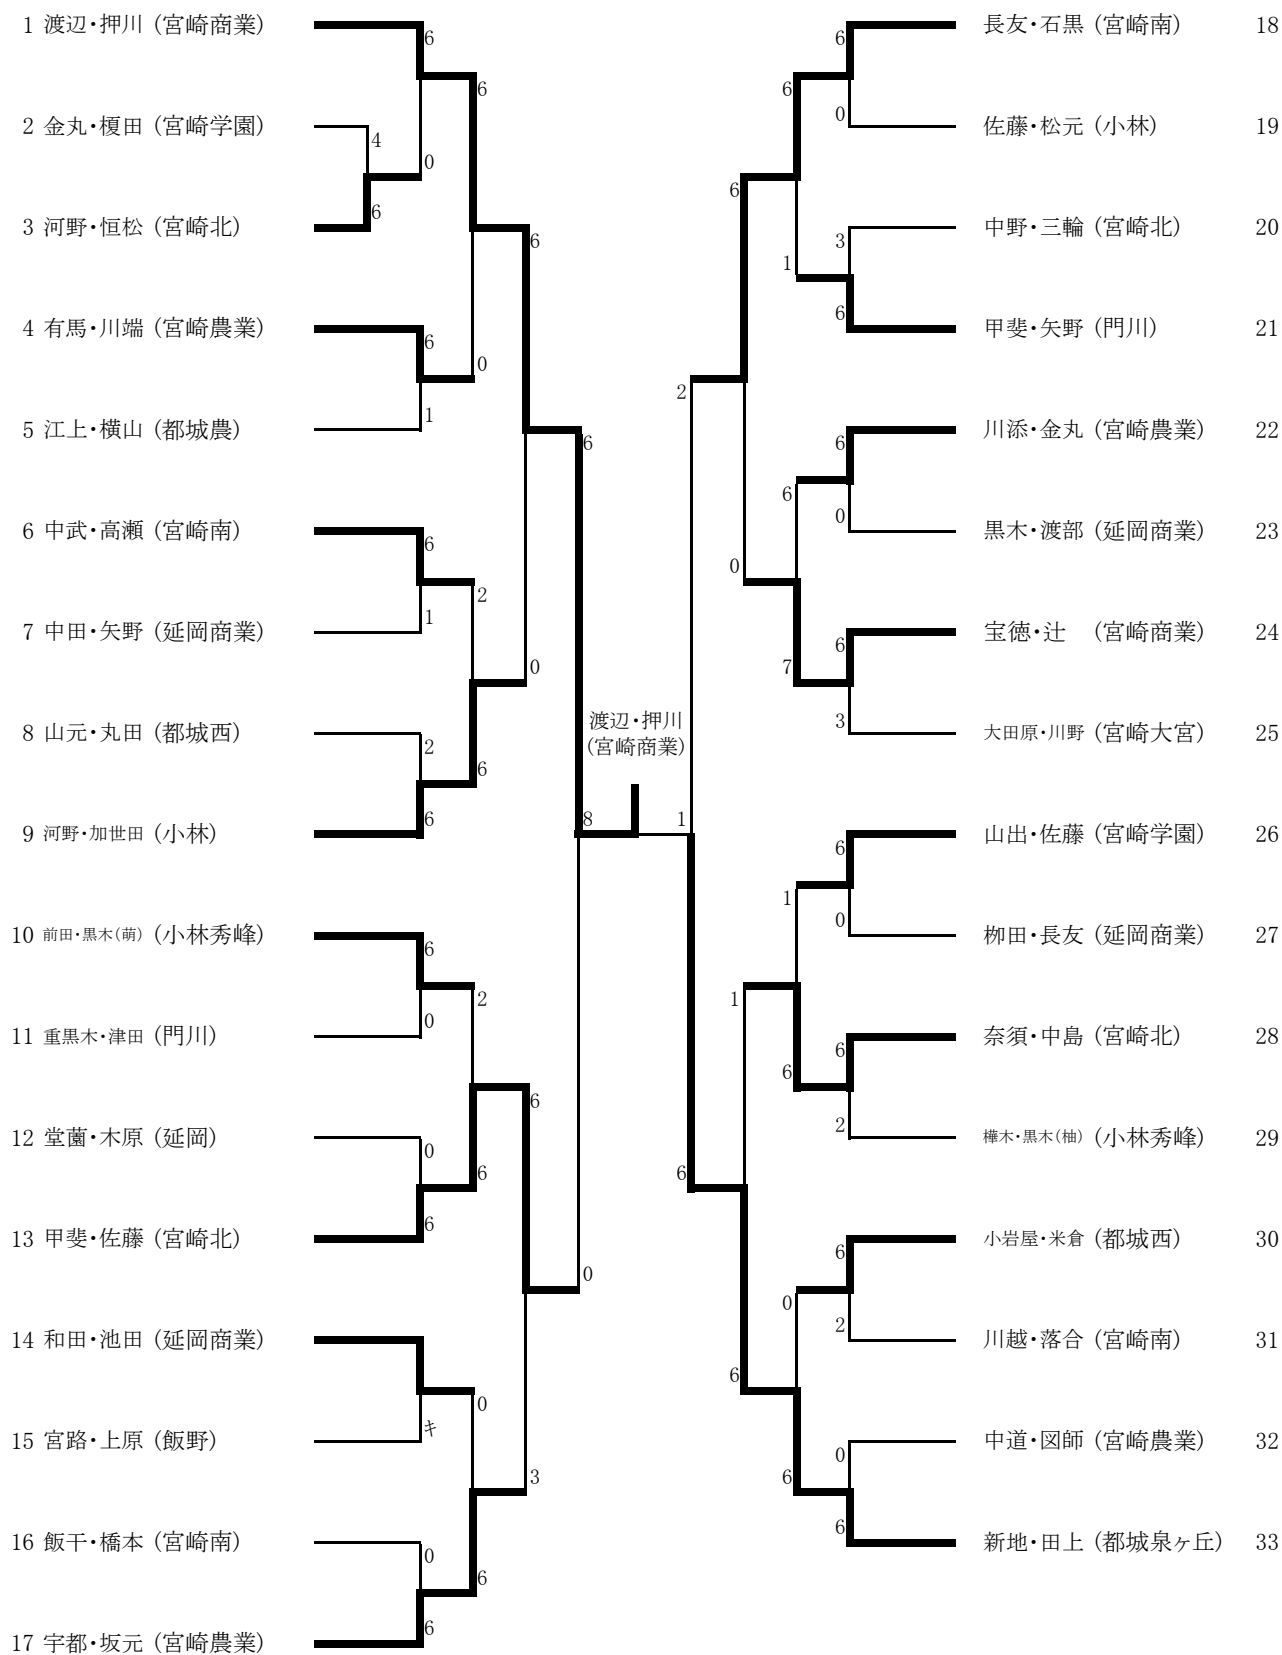 1 渡辺・押川 (宮崎商業)
6
6
2 金丸・榎田 (宮崎学園)
4
0
6
3 河野・恒松 (宮崎北)
6
4 有馬・川端 (宮崎農業)
6
0
1
5 江上・横山 (都城農)
6
6 中武・高瀬 (宮崎南)
6
2
1
7 中田・矢野 (延岡商業)
0
8 山元・丸田 (都城西)
2
6
6
9 河野・加世田 (小林)
8
10 前田・黒木(萌) (小林秀峰)
6
2
0
11 重黒木・津田 (門川)
6
12 堂薗・木原 (延岡)
0
6
6
13 甲斐・佐藤 (宮崎北)
0
14 和田・池田 (延岡商業)
0
キ
15 宮路・上原 (飯野)
3
16 飯干・橋本 (宮崎南)
0
6
6
17 宇都・坂元 (宮崎農業)
渡辺・押川
(宮崎商業)
長友・石黒 (宮崎南) 18
6
6
0
佐藤・松元 (小林) 19
6
中野・三輪 (宮崎北) 20
3
1
6
甲斐・矢野 (門川) 21
2
川添・金丸 (宮崎農業) 22
6
6
0
黒木・渡部 (延岡商業) 23
0
宝徳・辻 (宮崎商業) 24
6
7
3
大田原・川野 (宮崎大宮) 25
1
山出・佐藤 (宮崎学園) 26
6
1
0
栁田・長友 (延岡商業) 27
1
奈須・中島 (宮崎北) 28
6
6
2
樺木・黒木(柚) (小林秀峰) 29
6
小岩屋・米倉 (都城西) 30
6
0
2
川越・落合 (宮崎南) 31
6
中道・図師 (宮崎農業) 32
0
6
6
新地・田上 (都城泉ヶ丘) 33